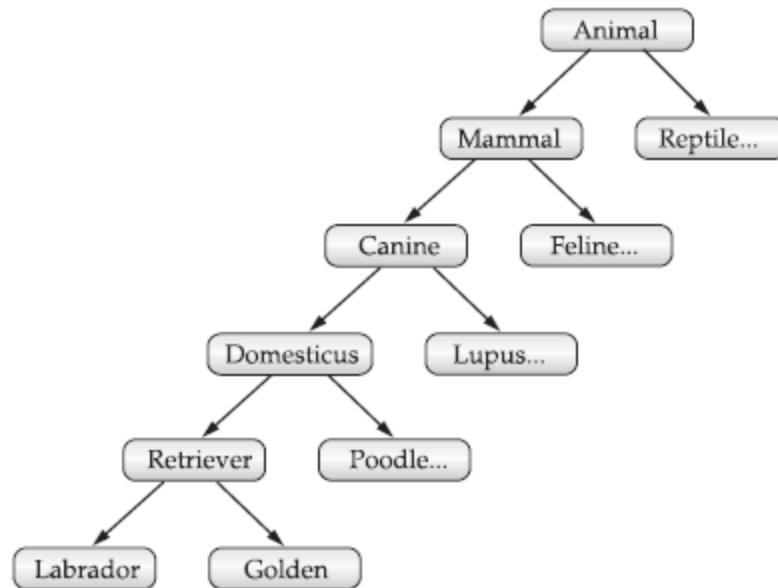 Animal
Mammal
Reptile...
Canine
Feline...
Domesticus
Lupus...
Retriever
Poodle...
Labrador
Golden